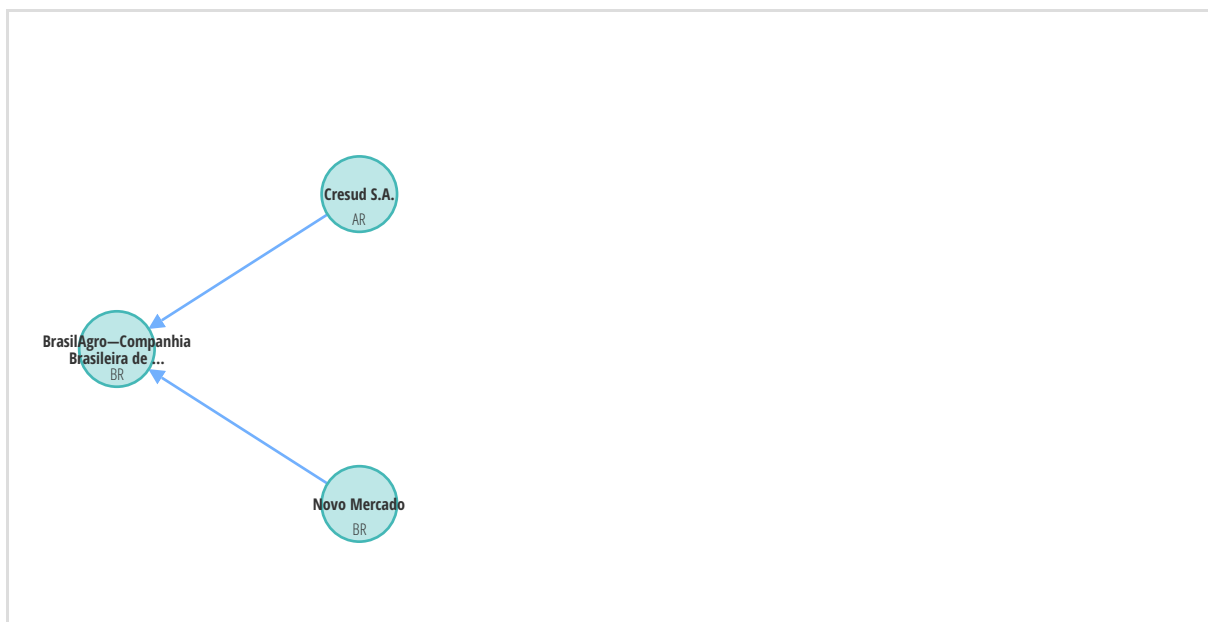 Cresud S.A.
AR
BrasilAgro—Companhia
Brasileira de ...
BR
Novo Mercado
BR